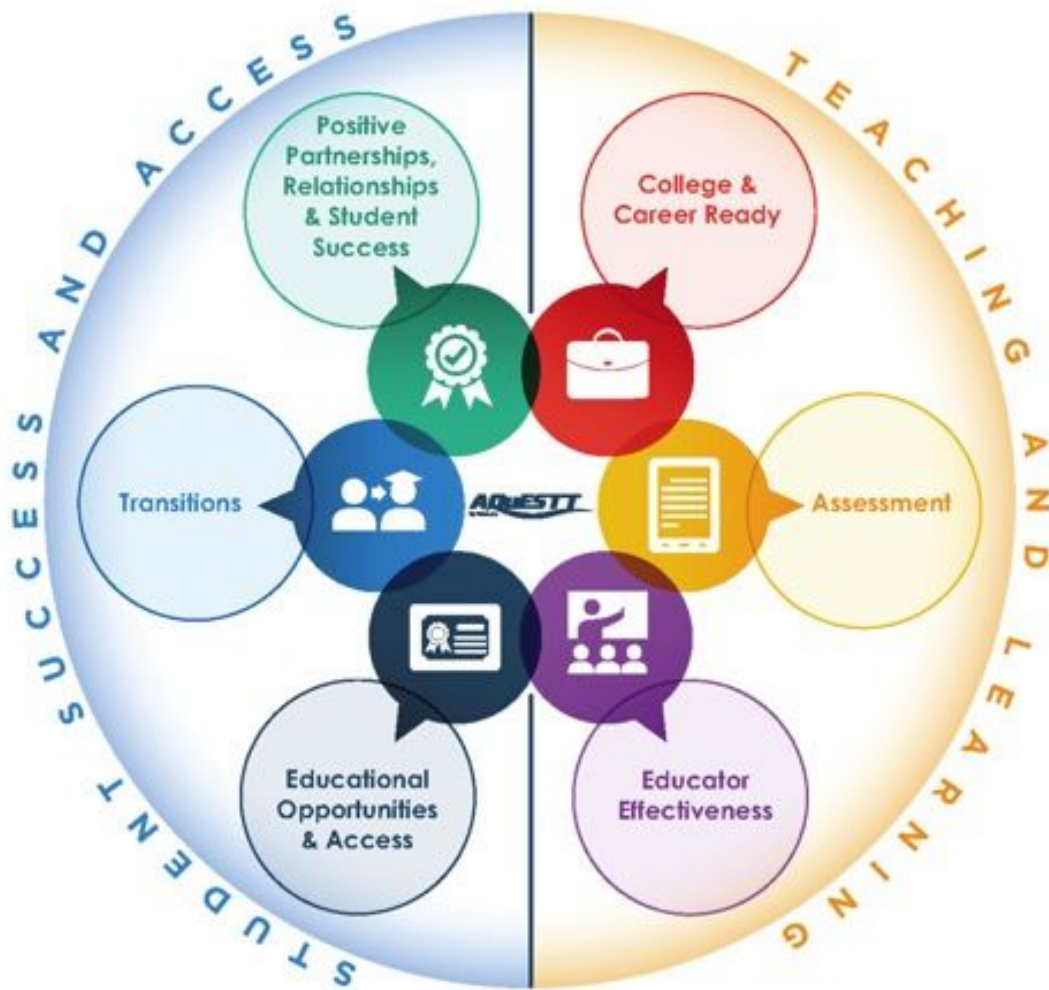 STUDENT SUCCESS AND ACCESS
TEACHING AND LEARNING
Positive
Partnerships,
Relationships
& Student
Success
College &
Career Ready
Transitions
AQuESTT
Assessment
Educational
Opportunities
& Access
Educator
Effectiveness